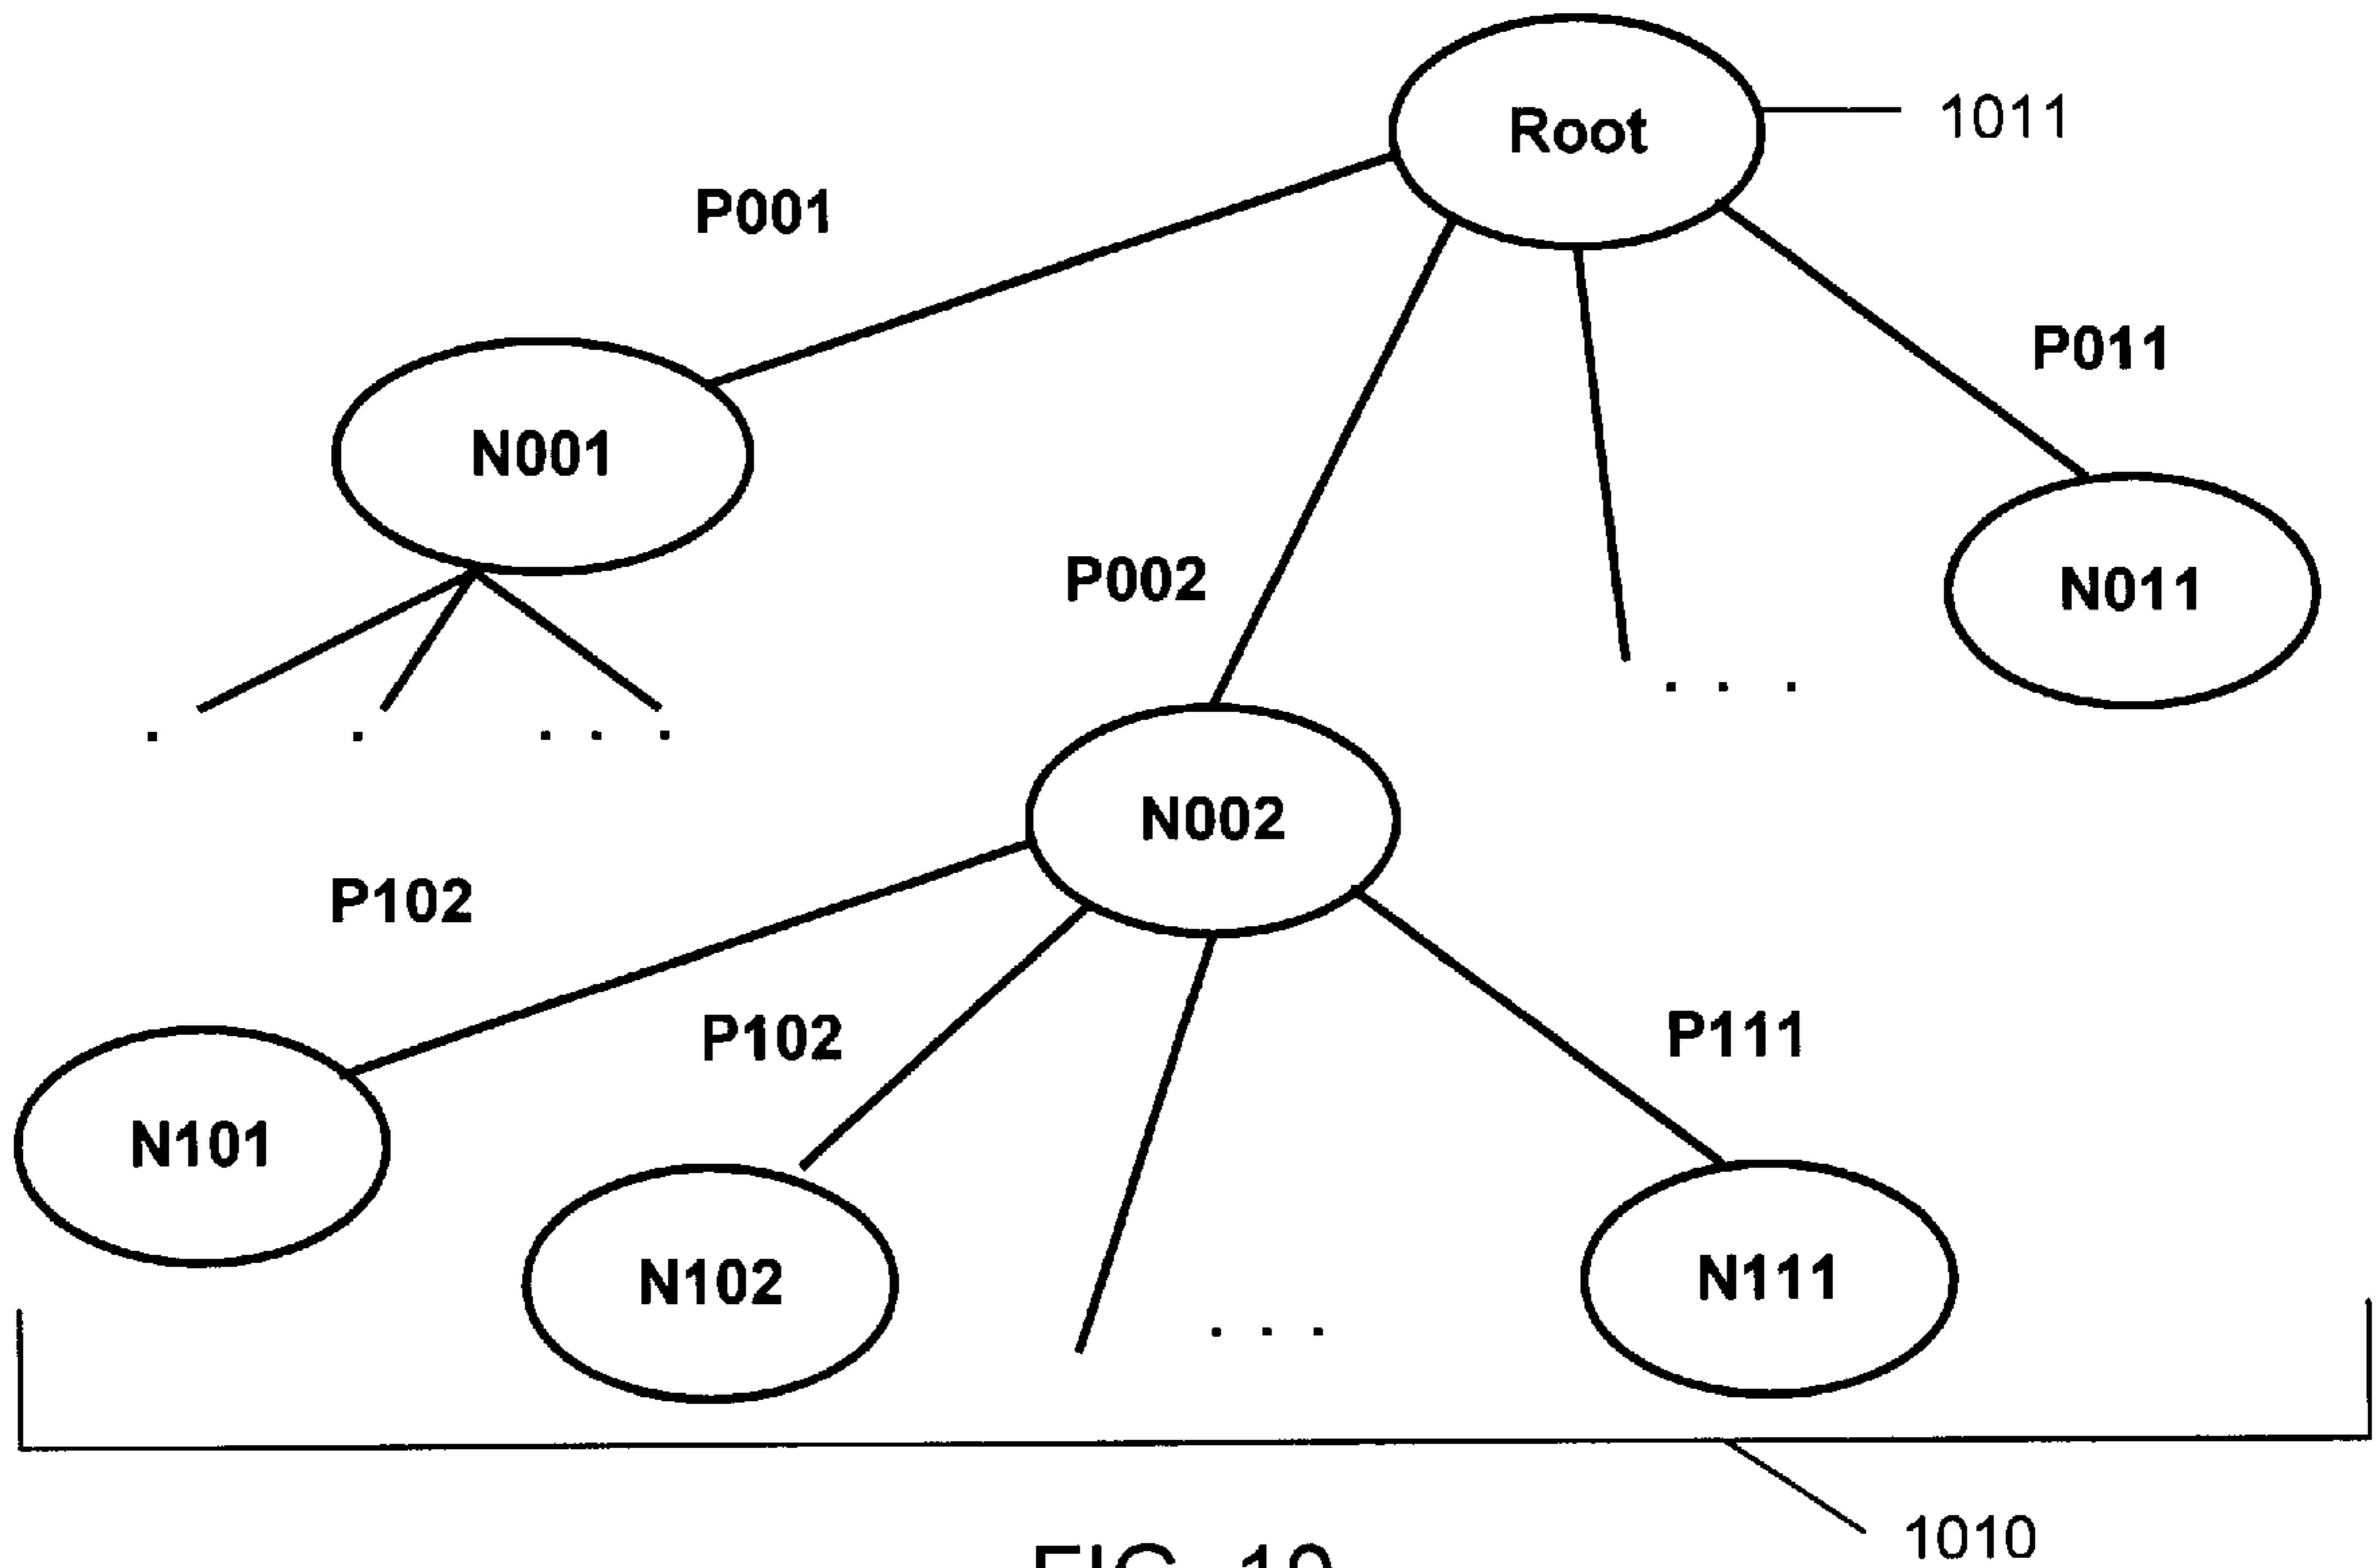 Root
1011
P001
P011
N001
P002
N011
. . .
. . . . .
N002
P102
P102
P111
N101
N102
N111
. . .
1010